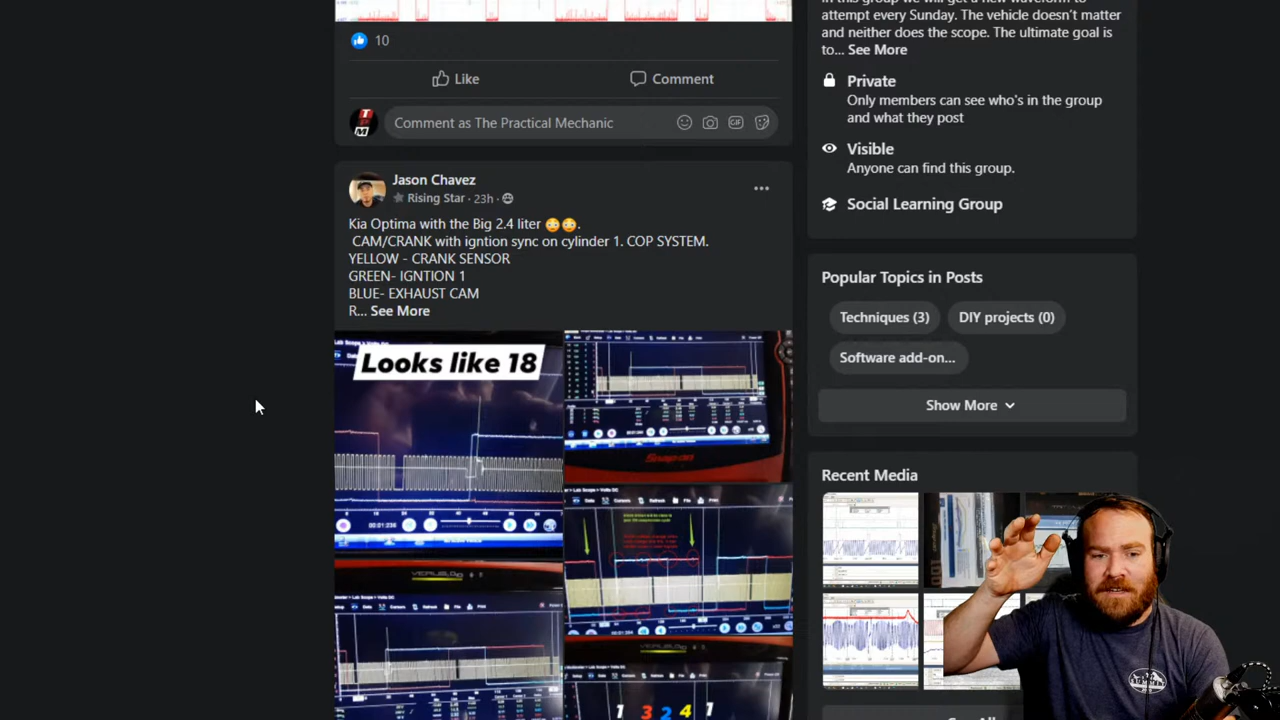 10
Like
Comment
Comment as The Practical Mechanic
GIF
TPM
Jason Chavez
Rising Star · 23h ·
Kia Optima with the Big 2.4 liter 😳😳.
CAM/CRANK with igntion sync on cylinder 1. COP SYSTEM.
YELLOW - CRANK SENSOR
GREEN- IGNTION 1
BLUE- EXHAUST CAM
R... See More
Looks like 18
Snap-on
VERUS PRO
1 3 2 4 1
In this group we will get a new waveform to
attempt every Sunday. The vehicle doesn't matter
and neither does the scope. The ultimate goal is
to... See More
Private
Only members can see who's in the group
and what they post
Visible
Anyone can find this group.
Social Learning Group
Popular Topics in Posts
Techniques (3)
DIY projects (0)
Software add-on...
Show More
Recent Media